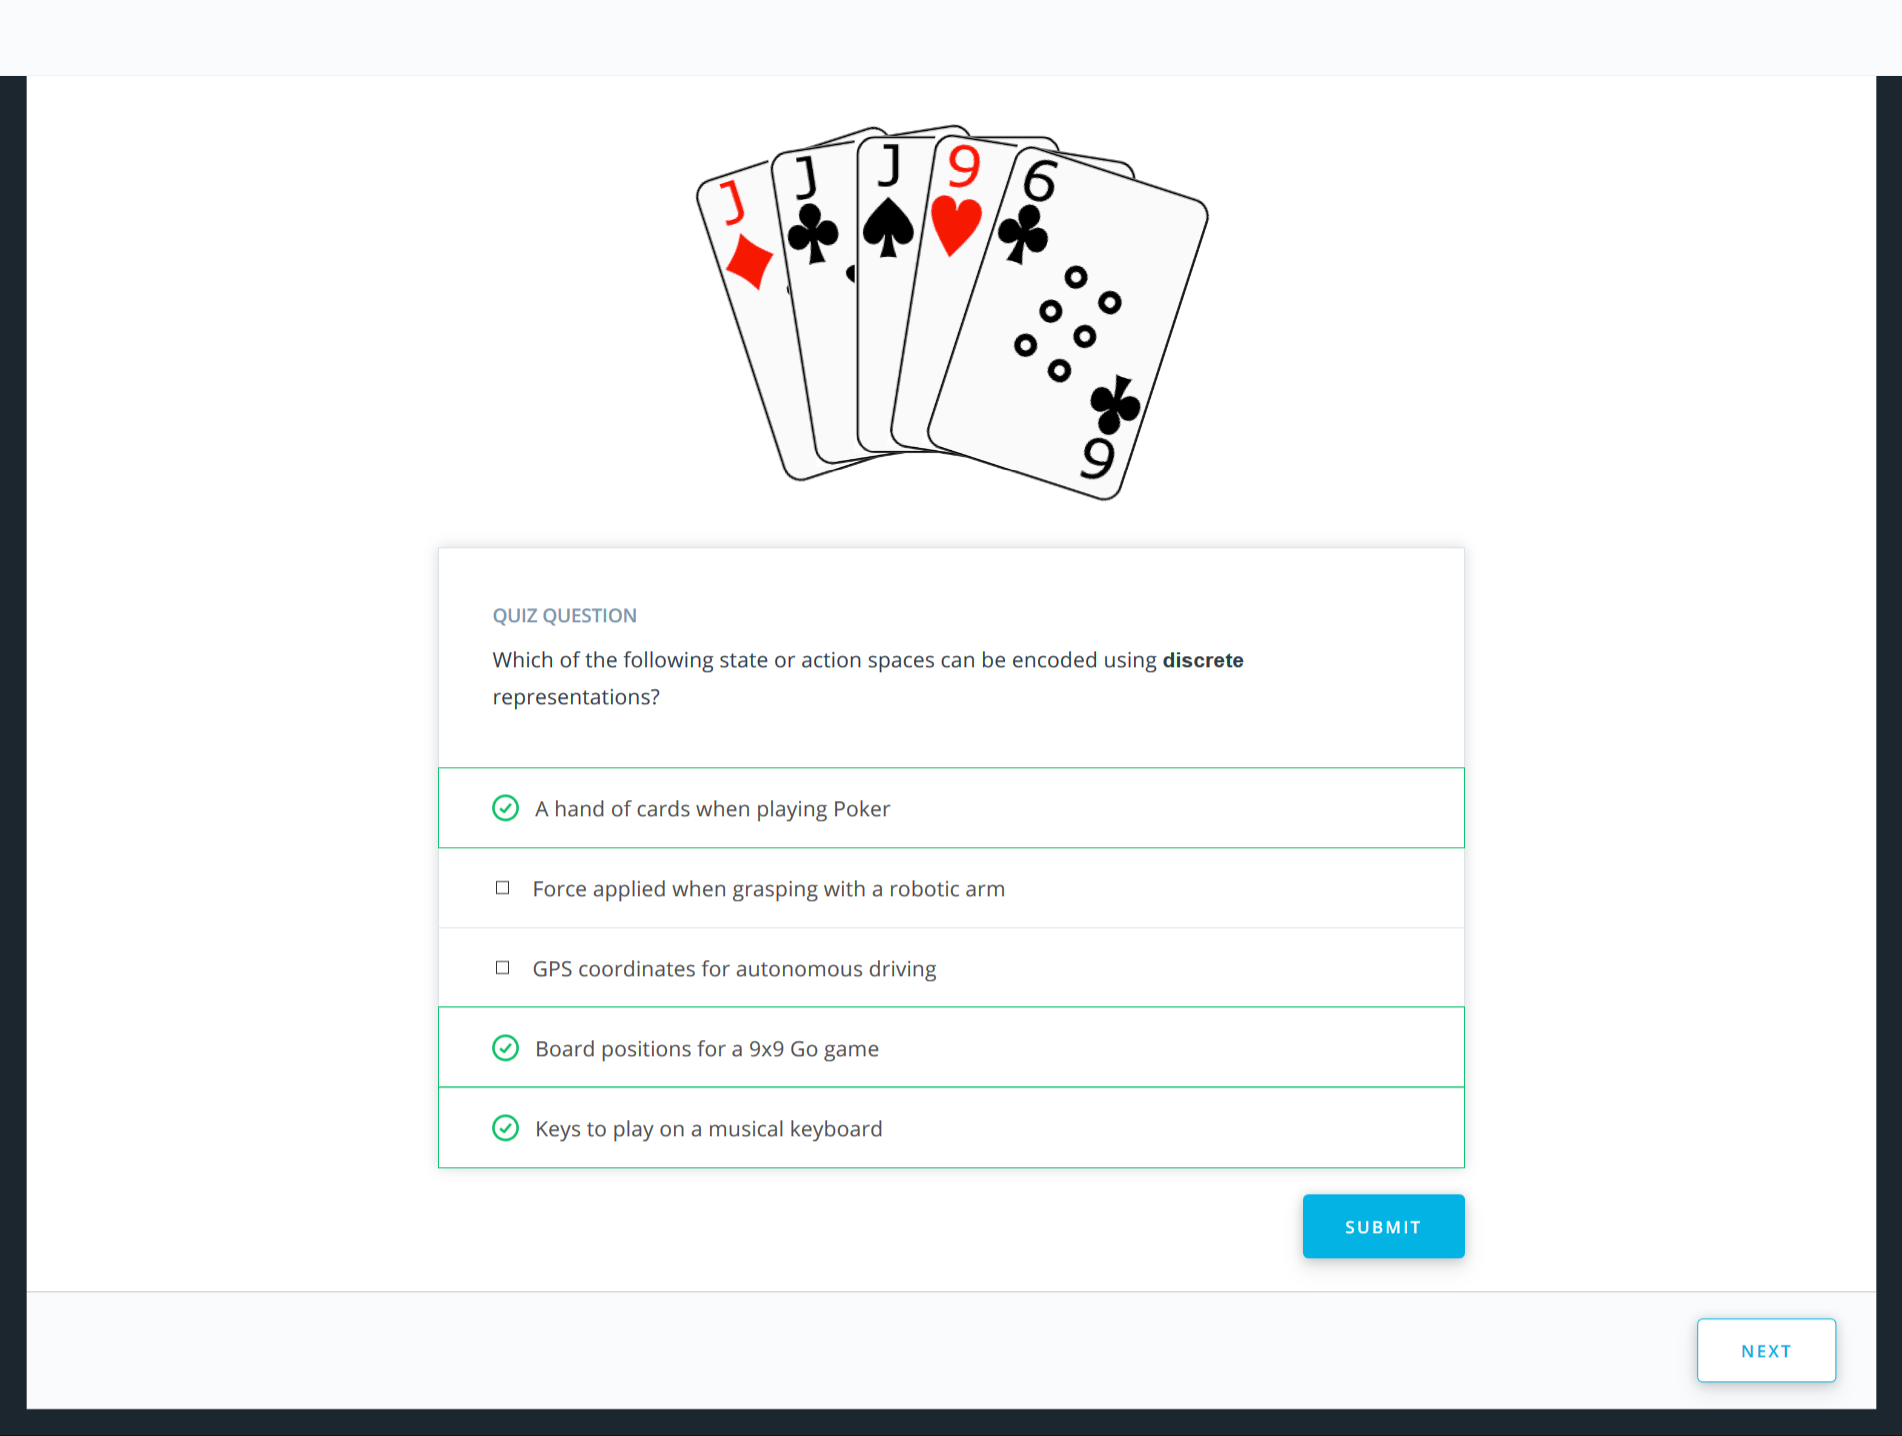 J
J
J
9
6
6
QUIZ QUESTION
Which of the following state or action spaces can be encoded using discrete
representations?
A hand of cards when playing Poker
Force applied when grasping with a robotic arm
GPS coordinates for autonomous driving
Board positions for a 9x9 Go game
Keys to play on a musical keyboard
SUBMIT
NEXT